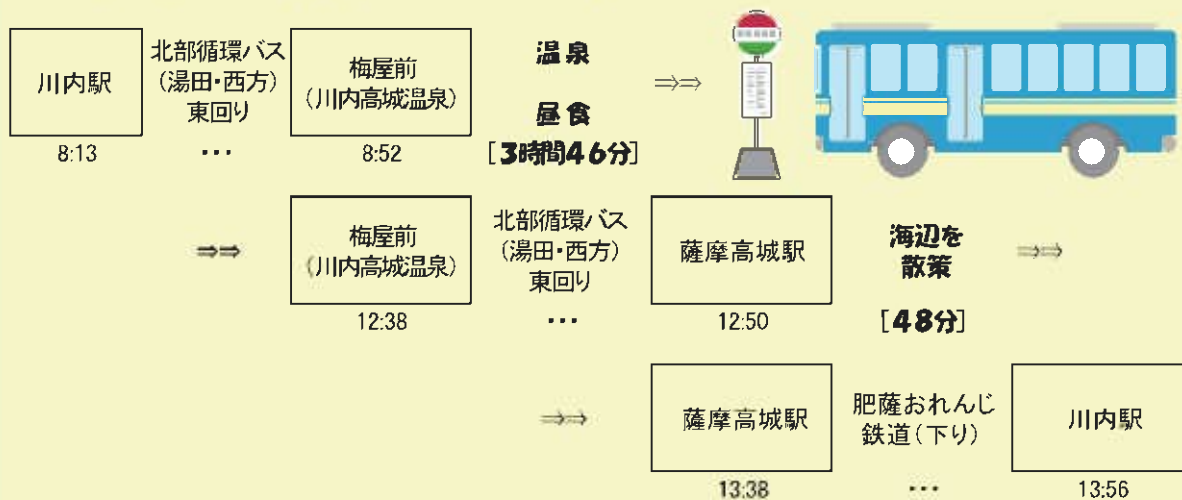 川内駅
8:13
北部循環バス
(湯田・西方)
東回り
…
梅屋前
(川内高城温泉)
8:52
温泉
昼食
[3時間46分]
⇒⇒
⇒⇒
梅屋前
(川内高城温泉)
12:38
北部循環バス
(湯田・西方)
東回り
…
薩摩高城駅
12:50
海辺を
散策
[48分]
⇒⇒
⇒⇒
薩摩高城駅
13:38
肥薩おれんじ
鉄道(下り)
…
川内駅
13:56